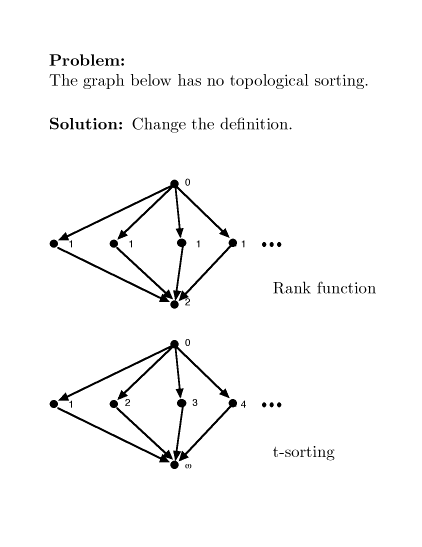 Problem:
The graph below has no topological sorting.
Solution: Change the definition.
0
1 1 1 1 •••
2
Rank function
0
1 2 3 4 •••
t-sorting
ω